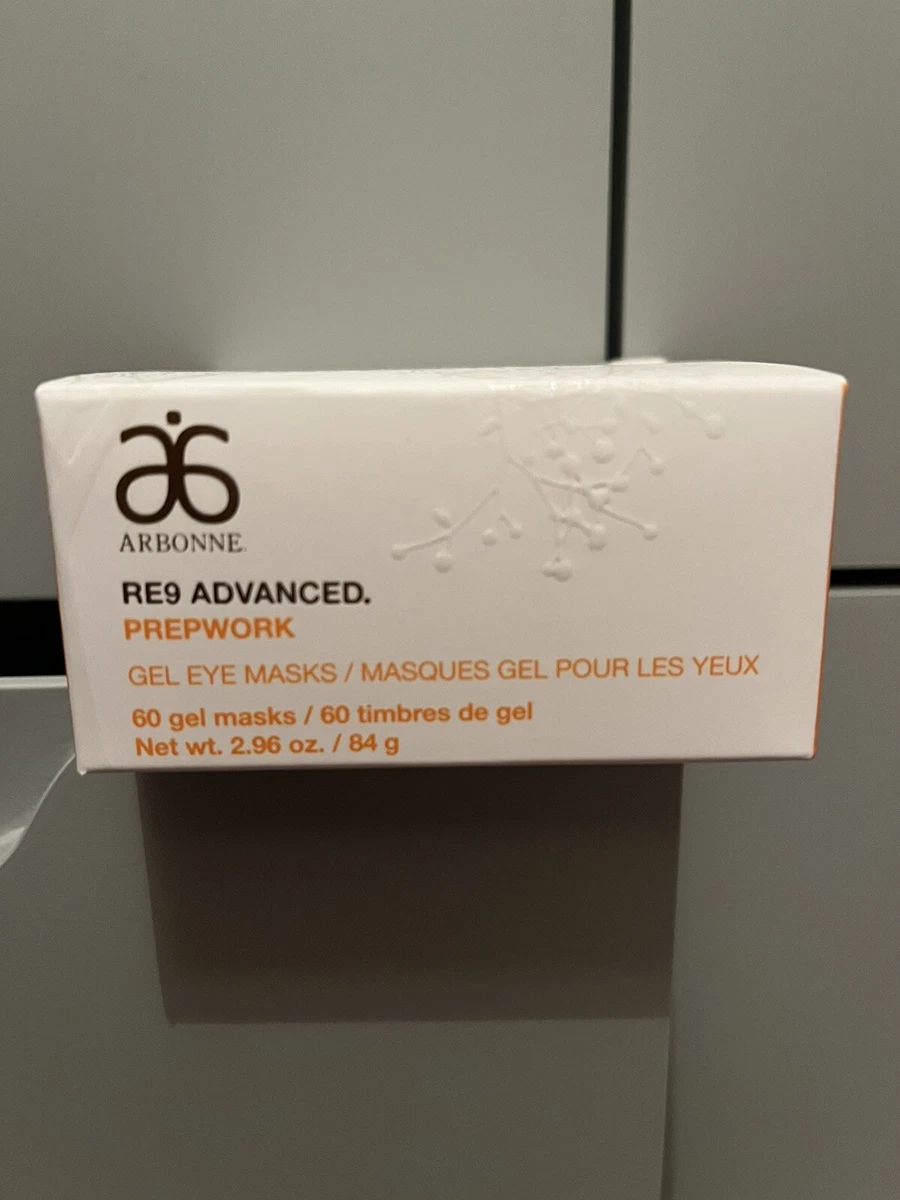 ARBONNE
RE9 ADVANCED.
PREPWORK
GEL EYE MASKS / MASQUES GEL POUR LES YEUX
60 gel masks / 60 timbres de gel
Net wt. 2.96 oz. / 84 g